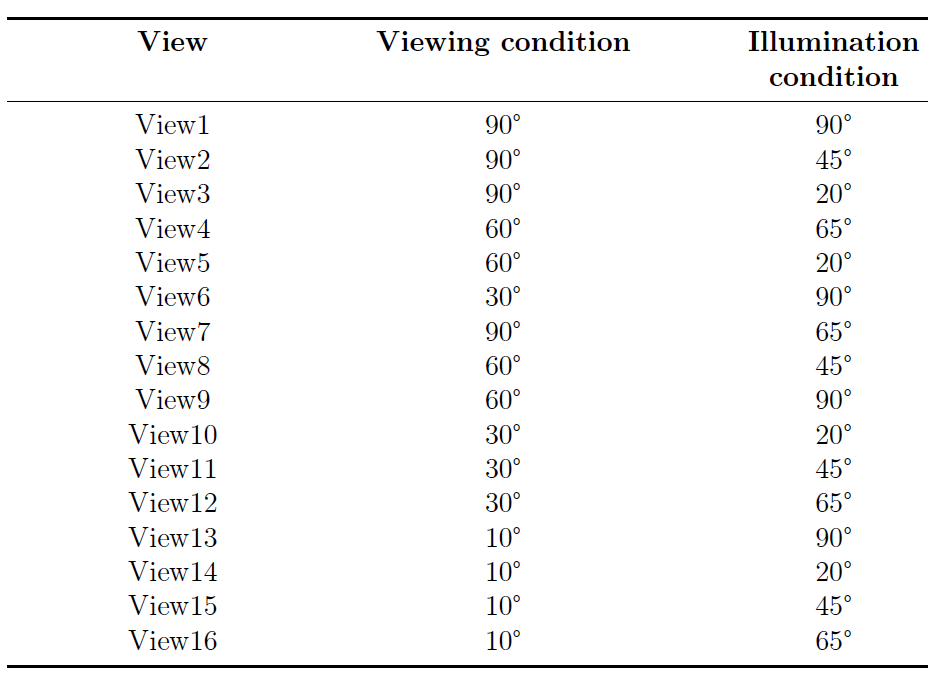 View Viewing condition Illumination
condition
View1 90° 90°
View2 90° 45°
View3 90° 20°
View4 60° 65°
View5 60° 20°
View6 30° 90°
View7 90° 65°
View8 60° 45°
View9 60° 90°
View10 30° 20°
View11 30° 45°
View12 30° 65°
View13 10° 90°
View14 10° 20°
View15 10° 45°
View16 10° 65°